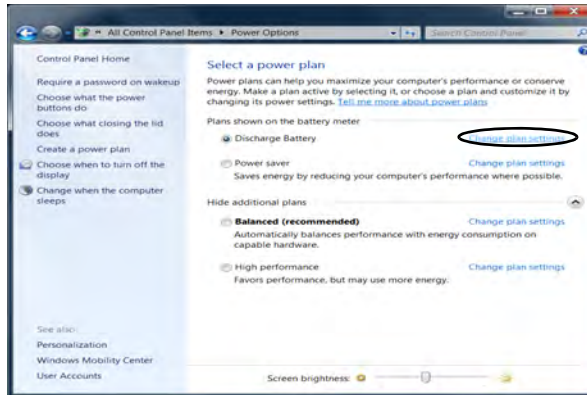 « All Control Panel Items ▸ Power Options
Search Control Panel
Control Panel Home
Require a password on wakeup
Choose what the power
buttons do
Choose what closing the lid
does
Create a power plan
Choose when to turn off the
display
Change when the computer
sleeps
See also
Personalization
Windows Mobility Center
User Accounts
Select a power plan
Power plans can help you maximize your computer's performance or conserve
energy. Make a plan active by selecting it, or choose a plan and customize it by
changing its power settings. Tell me more about power plans
Plans shown on the battery meter
Discharge Battery Change plan settings
Power saver Change plan settings
Saves energy by reducing your computer's performance where possible.
Hide additional plans
Balanced (recommended) Change plan settings
Automatically balances performance with energy consumption on
capable hardware.
High performance Change plan settings
Favors performance, but may use more energy.
Screen brightness: